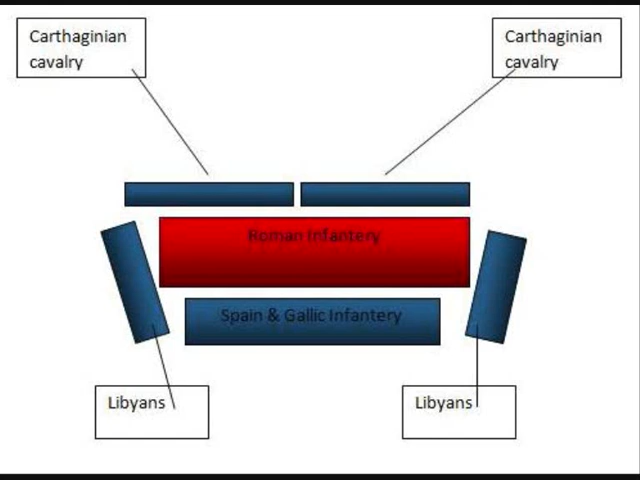 Carthaginian
cavalry
Carthaginian
cavalry
Roman Infantery
Spain & Gallic Infantery
Libyans
Libyans